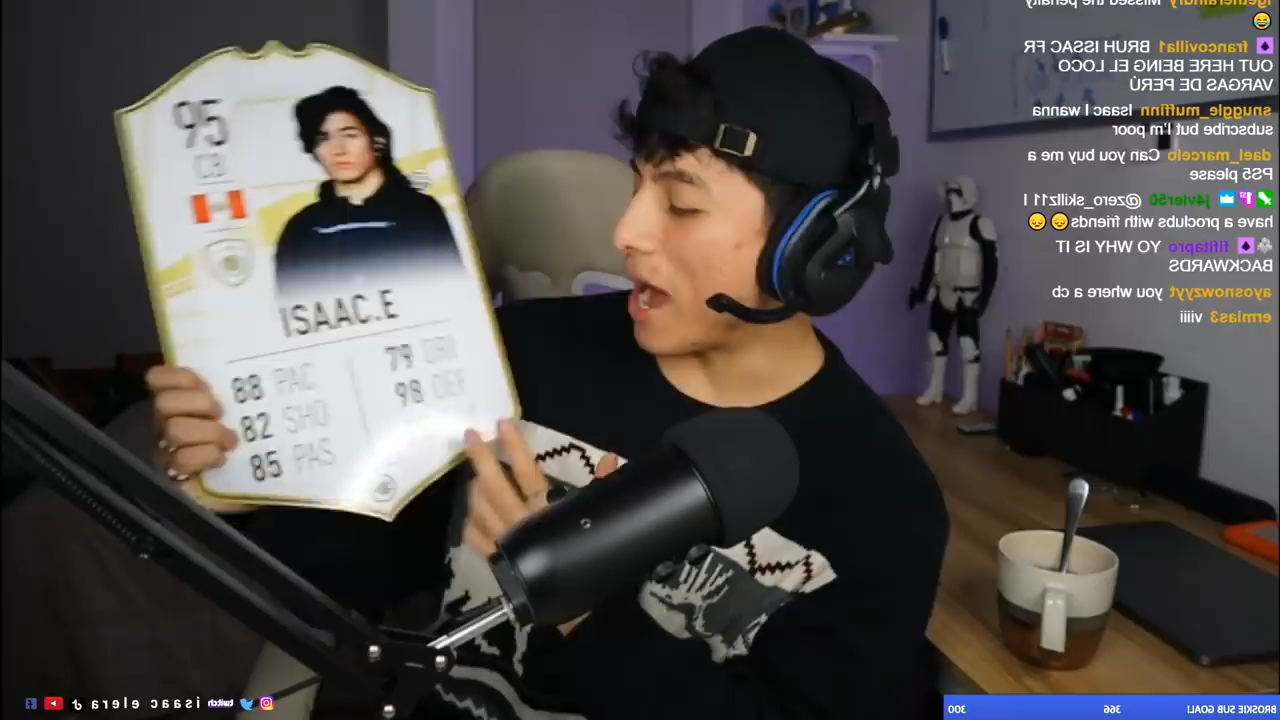 95
CB
ISAAC.E
88 PAC
82 SHO
85 PAS
79 DRI
98 DEF
Missed the penalty
😂
francovilla1 BRUH ISSAC FR
OUT HERE BEING EL LOCO
VARGAS DE PERÚ
snuggle_muffinn Isaac I wanna
subscribe but I'm poor
dael_marcelo Can you buy me a
PS5 please
j4vier50 @zero_skillz11 I
have a proclubs with friends 😔😔
fifitapro YO WHY IS IT
BACKWARDS
ayosnowzyyt you where a cb
ermias3 viiii
isaac elera
twitch
BROSKIE SUB GOAL!
366
300